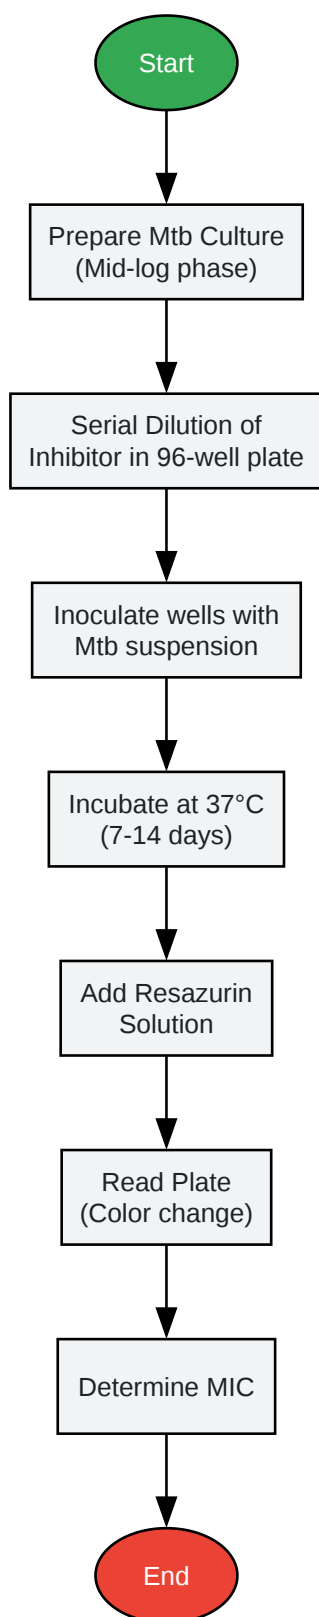 Start
Prepare Mtb Culture
(Mid-log phase)
Serial Dilution of
Inhibitor in 96-well plate
Inoculate wells with
Mtb suspension
Incubate at 37°C
(7-14 days)
Add Resazurin
Solution
Read Plate
(Color change)
Determine MIC
End